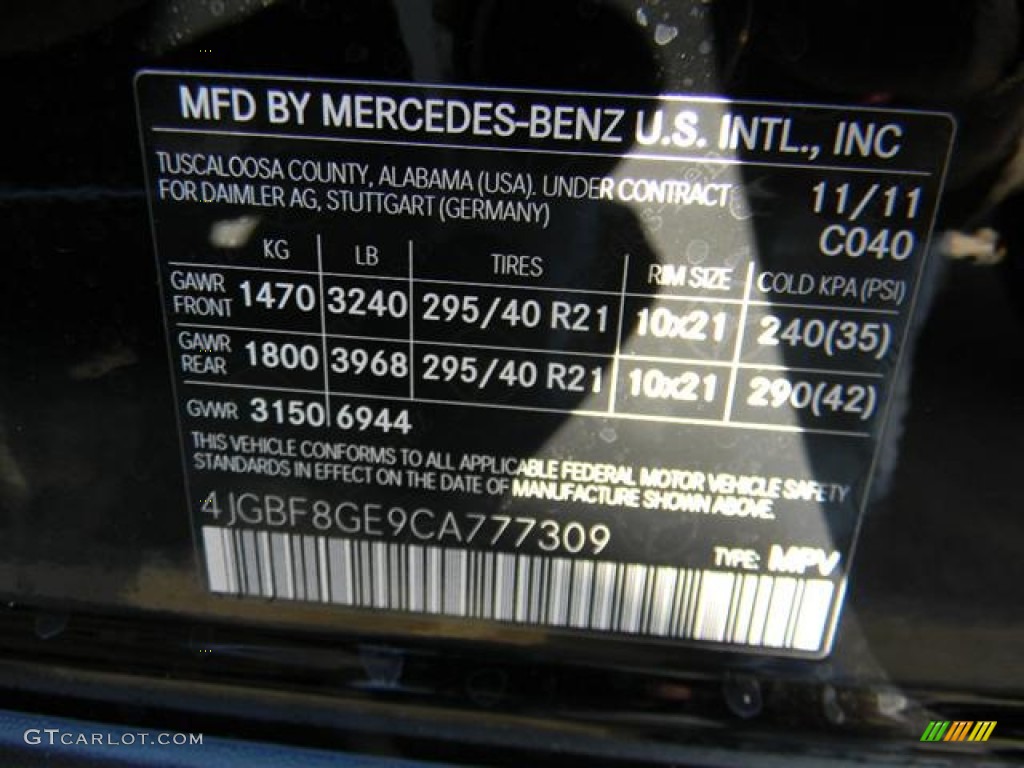 MFD BY MERCEDES-BENZ U.S. INTL., INC
TUSCALOOSA COUNTY, ALABAMA (USA). UNDER CONTRACT
FOR DAIMLER AG, STUTTGART (GERMANY)
11/11
C040
KG LB TIRES RIM SIZE COLD KPA (PSI)
GAWR FRONT 1470 3240 295/40 R21 10x21 240(35)
GAWR REAR 1800 3968 295/40 R21 10x21 290(42)
GVWR 3150 6944
THIS VEHICLE CONFORMS TO ALL APPLICABLE FEDERAL MOTOR VEHICLE SAFETY
STANDARDS IN EFFECT ON THE DATE OF MANUFACTURE SHOWN ABOVE.
4JGBF8GE9CA777309
TYPE: MPV
GTCARLOT.COM